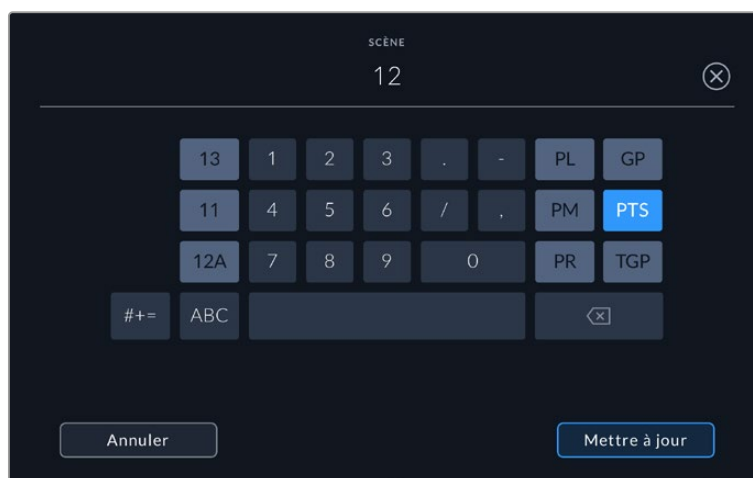 SCÈNE
12
13 1 2 3 . - PL GP
11 4 5 6 / , PM PTS
12A 7 8 9 0 PR TGP
#+= ABC
Annuler Mettre à jour